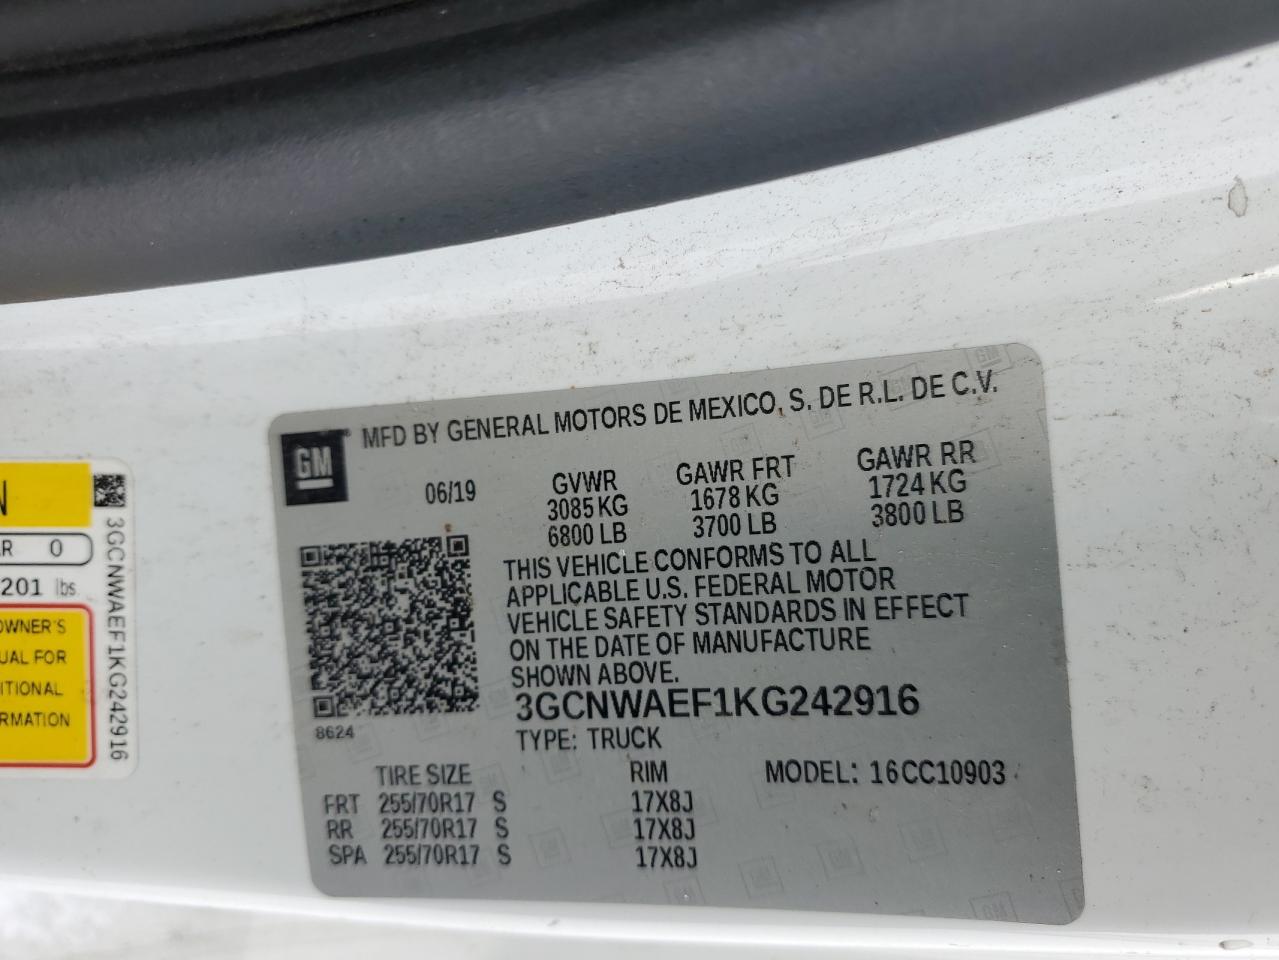 GM
MFD BY GENERAL MOTORS DE MEXICO, S. DE R.L. DE C.V.
06/19
GVWR
3085 KG
6800 LB
GAWR FRT
1678 KG
3700 LB
GAWR RR
1724 KG
3800 LB
THIS VEHICLE CONFORMS TO ALL
APPLICABLE U.S. FEDERAL MOTOR
VEHICLE SAFETY STANDARDS IN EFFECT
ON THE DATE OF MANUFACTURE
SHOWN ABOVE.
3GCNWAEF1KG242916
TYPE: TRUCK
8624
MODEL: 16CC10903
TIRE SIZE RIM
FRT 255/70R17 S 17X8J
RR 255/70R17 S 17X8J
SPA 255/70R17 S 17X8J
N
R 0
201 lbs
OWNER'S
UAL FOR
ITIONAL
RMATION
3GCNWAEF1KG242916